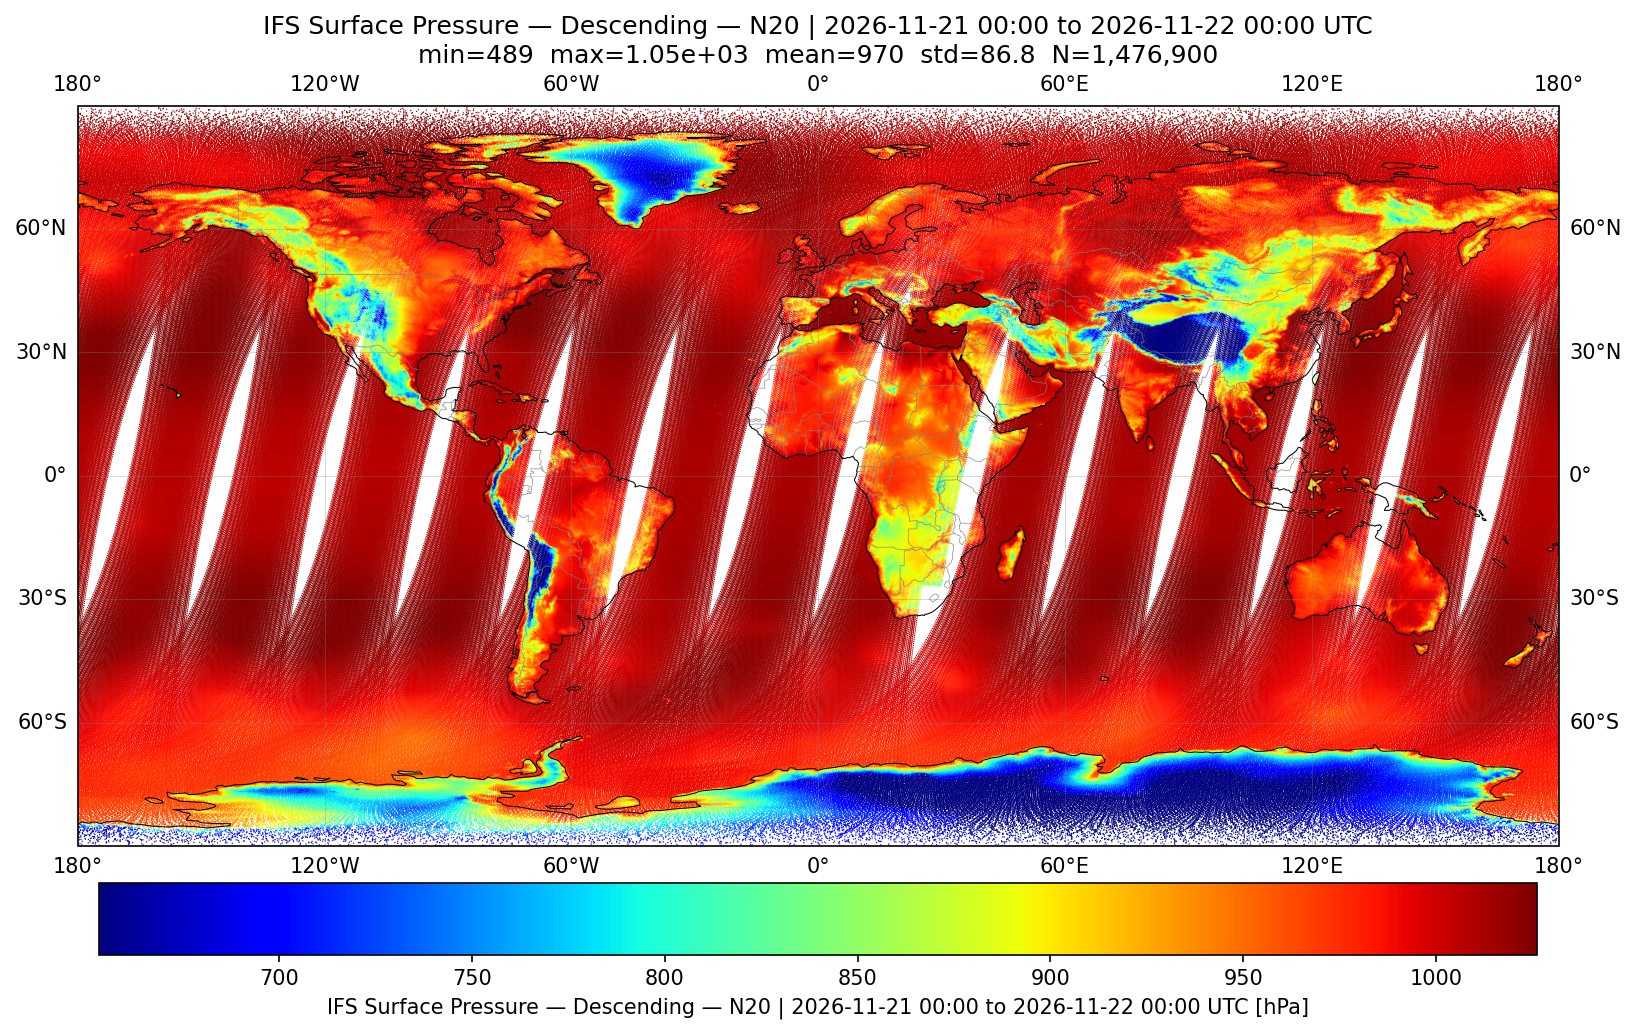 IFS Surface Pressure — Descending — N20 | 2026-11-21 00:00 to 2026-11-22 00:00 UTC
min=489  max=1.05e+03  mean=970  std=86.8  N=1,476,900
180° 120°W 60°W 0° 60°E 120°E 180°
60°N 60°N
30°N 30°N
0° 0°
30°S 30°S
60°S 60°S
180° 120°W 60°W 0° 60°E 120°E 180°
700 750 800 850 900 950 1000
IFS Surface Pressure — Descending — N20 | 2026-11-21 00:00 to 2026-11-22 00:00 UTC [hPa]